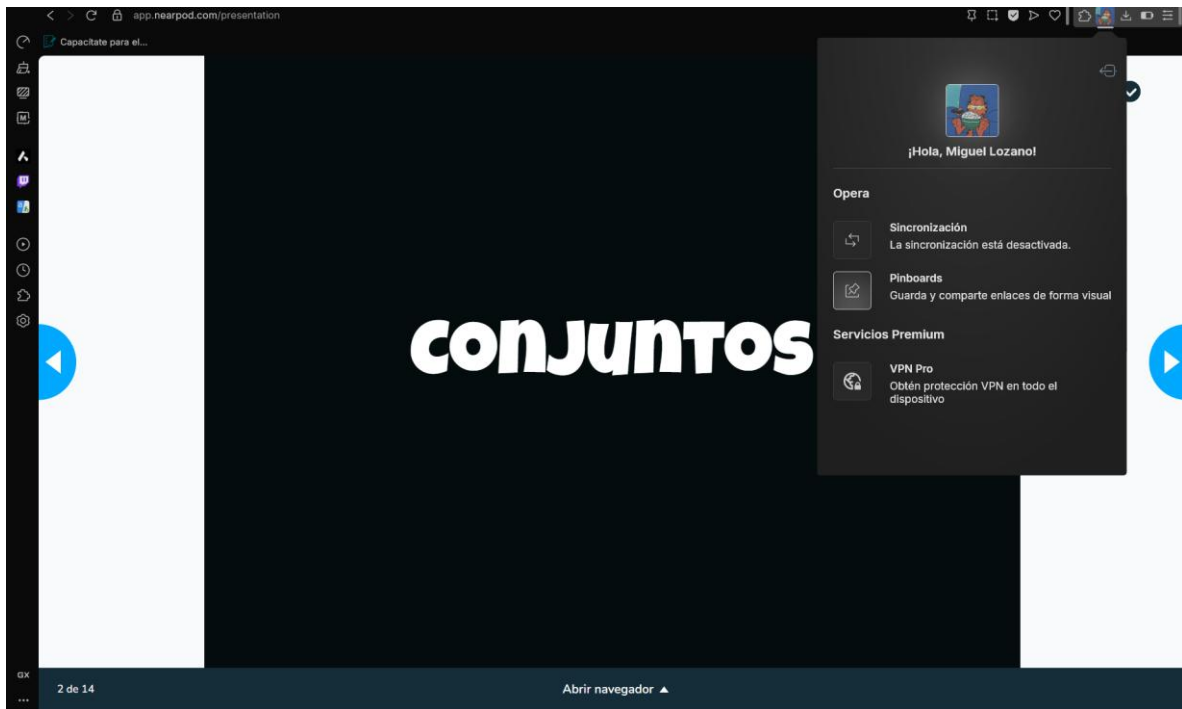 app.nearpod.com/presentation
Capacítate para el...
¡Hola, Miguel Lozano!
Opera
Sincronización
La sincronización está desactivada.
Pinboards
Guarda y comparte enlaces de forma visual
Servicios Premium
VPN Pro
Obtén protección VPN en todo el
dispositivo
CONJUNTOS
GX
2 de 14
Abrir navegador